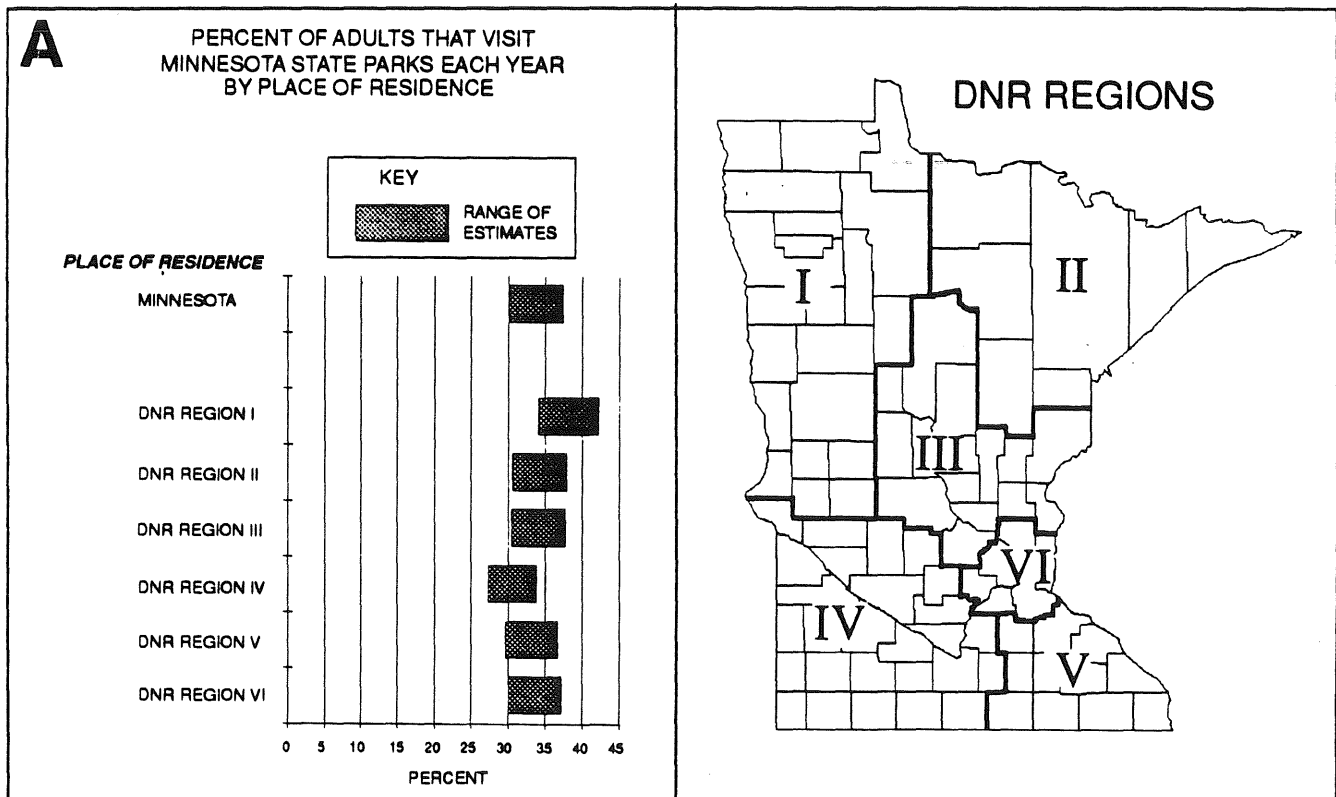 A
PERCENT OF ADULTS THAT VISIT
MINNESOTA STATE PARKS EACH YEAR
BY PLACE OF RESIDENCE
KEY
RANGE OF
ESTIMATES
PLACE OF RESIDENCE
MINNESOTA
DNR REGION I
DNR REGION II
DNR REGION III
DNR REGION IV
DNR REGION V
DNR REGION VI
0 5 10 15 20 25 30 35 40 45
PERCENT
DNR REGIONS
I
II
III
VI
IV
V